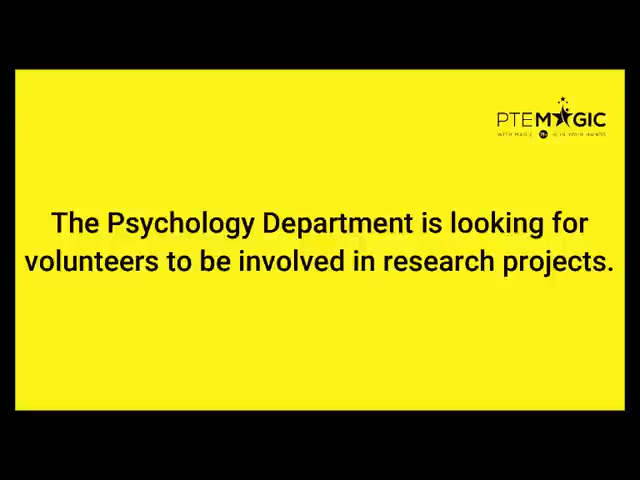 PTEMAGIC
The Psychology Department is looking for
volunteers to be involved in research projects.